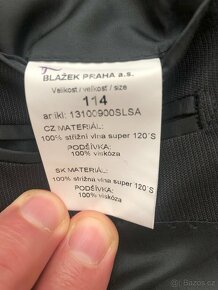 BLAŽEK PRAHA a.s.
Velikost / veľkosť / size
114
artikl: 13100900SLSA
CZ MATERIÁL:
100% střižní vlna super 120´S
PODŠÍVKA:
100% viskóza
SK MATERIÁL:
100% strižná vlna super 120´S
PODŠÍVKA:
100% viskóza